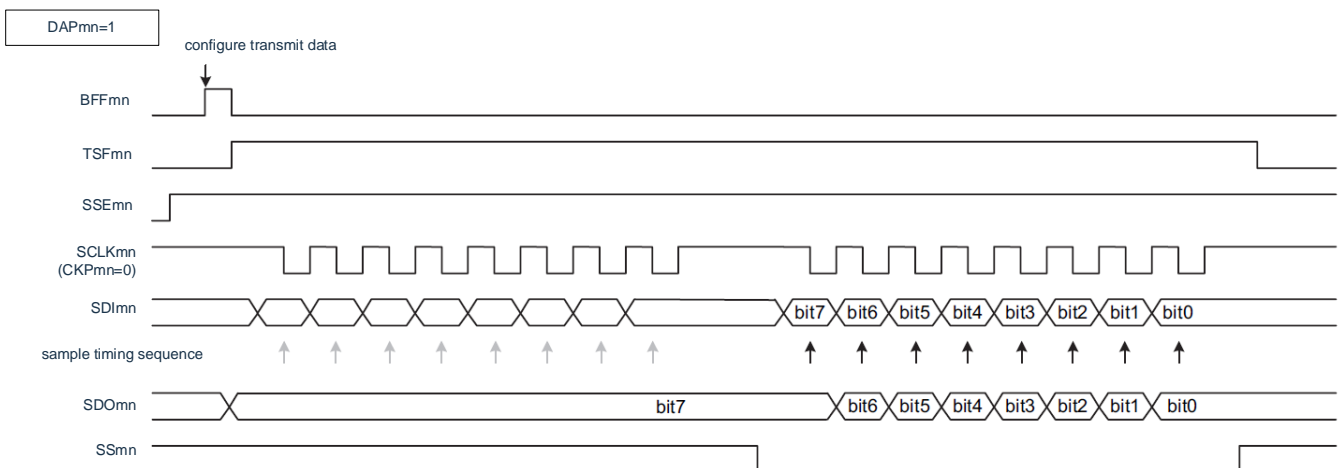 DAPmn=1
configure transmit data
BFFmn
TSFmn
SSEmn
SCLKmn
(CKPmn=0)
SDImn
bit7 bit6 bit5 bit4 bit3 bit2 bit1 bit0
sample timing sequence
SDOmn
bit7 bit6 bit5 bit4 bit3 bit2 bit1 bit0
SSmn